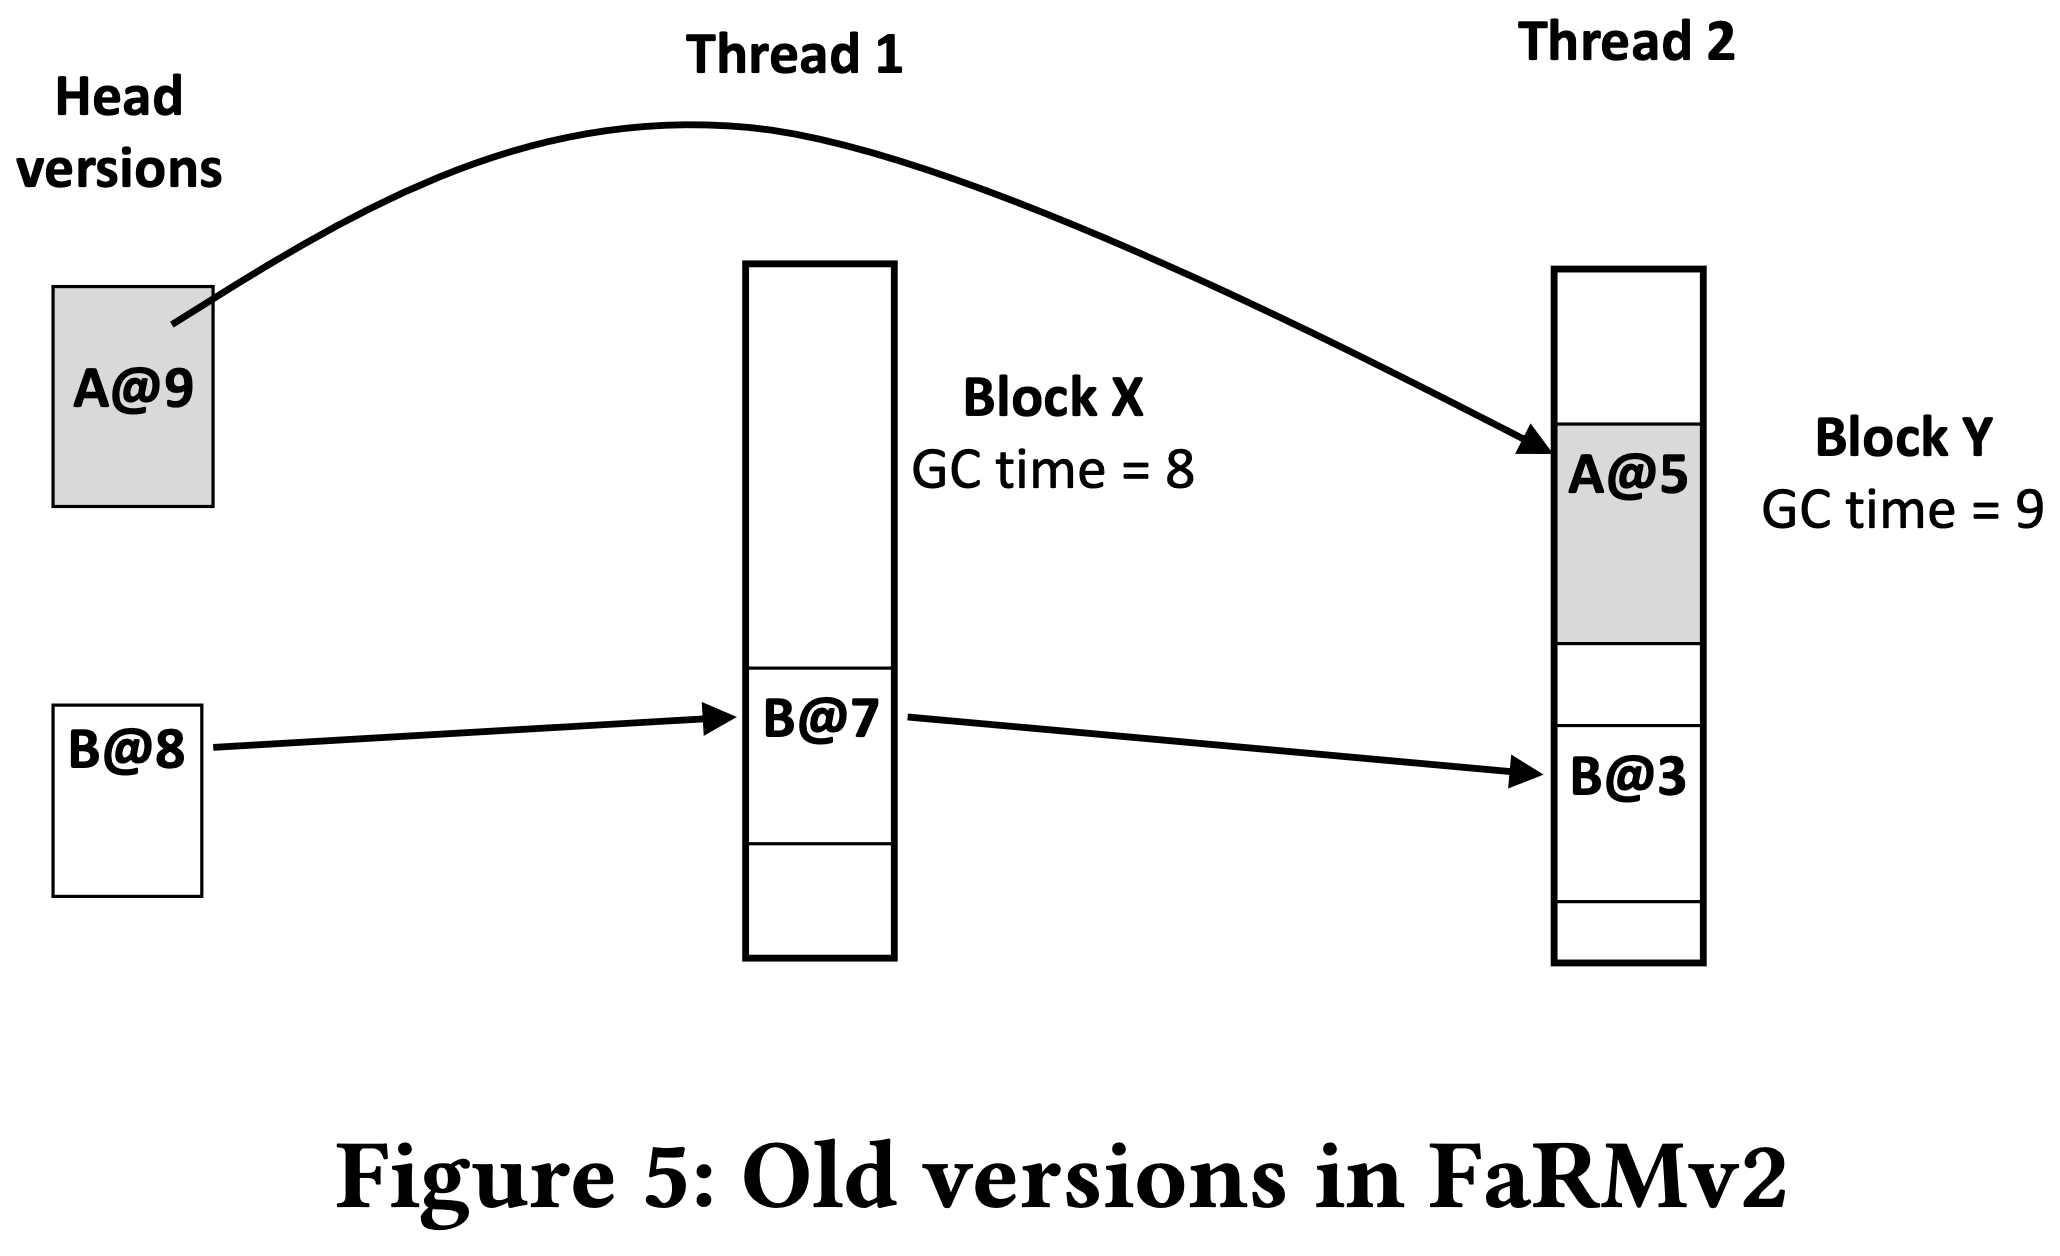 Thread 1
Thread 2
Head
versions
A@9
Block X
GC time = 8
A@5
Block Y
GC time = 9
B@8
B@7
B@3
Figure 5: Old versions in FaRMv2